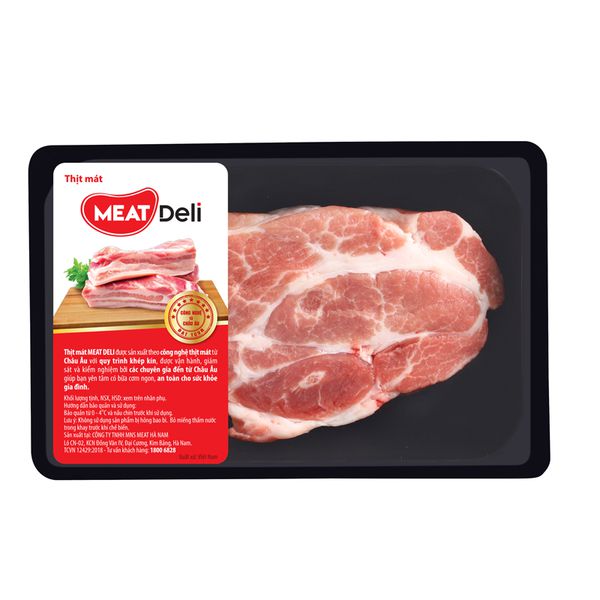 Thịt mát
MEAT Deli
CÔNG NGHỆ
TỪ
CHÂU ÂU
Thịt mát MEAT DELI được sản xuất theo công nghệ thịt mát từ
Châu Âu với quy trình khép kín, được vận hành, giám
sát và kiểm nghiệm bởi các chuyên gia đến từ Châu Âu
giúp bạn yên tâm có bữa cơm ngon, an toàn cho sức khỏe
gia đình.
Khối lượng tịnh, NSX, HSD: xem trên nhãn phụ.
Hướng dẫn bảo quản và sử dụng:
Bảo quản từ 0 - 4°C và nấu chín trước khi sử dụng.
Lưu ý: Không sử dụng sản phẩm bị hỏng bao bì. Bỏ miếng thấm nước
trong khay trước khi chế biến.
Sản xuất tại: CÔNG TY TNHH MNS MEAT HÀ NAM
Lô CN-02, KCN Đồng Văn IV, Đại Cương, Kim Bảng, Hà Nam.
TCVN 12429:2018 - Tư vấn khách hàng: 1800 6828
Xuất xứ: Việt Nam